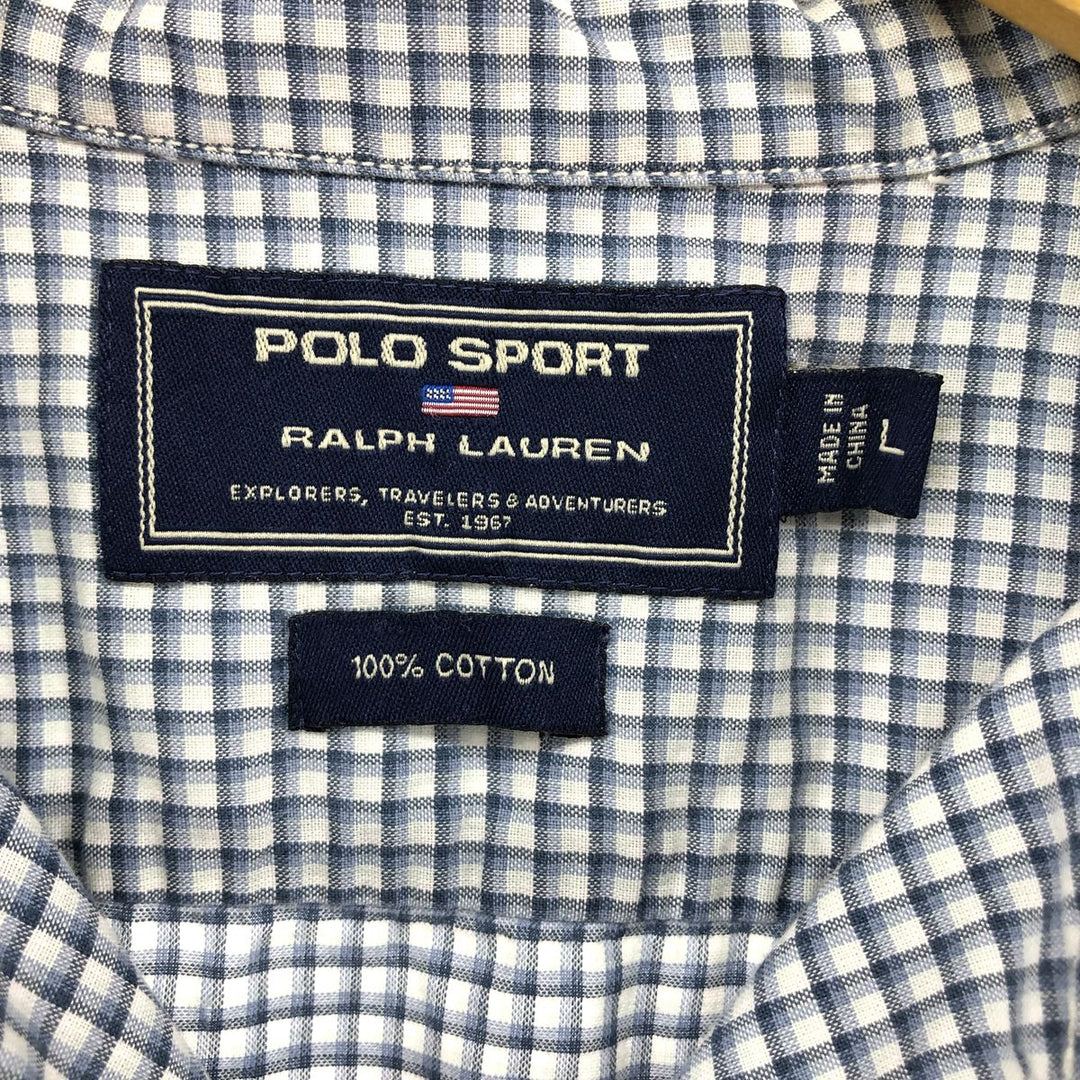 POLO SPORT
RALPH LAUREN
EXPLORERS, TRAVELERS & ADVENTURERS
EST. 1967
MADE IN
CHINA
L
100% COTTON